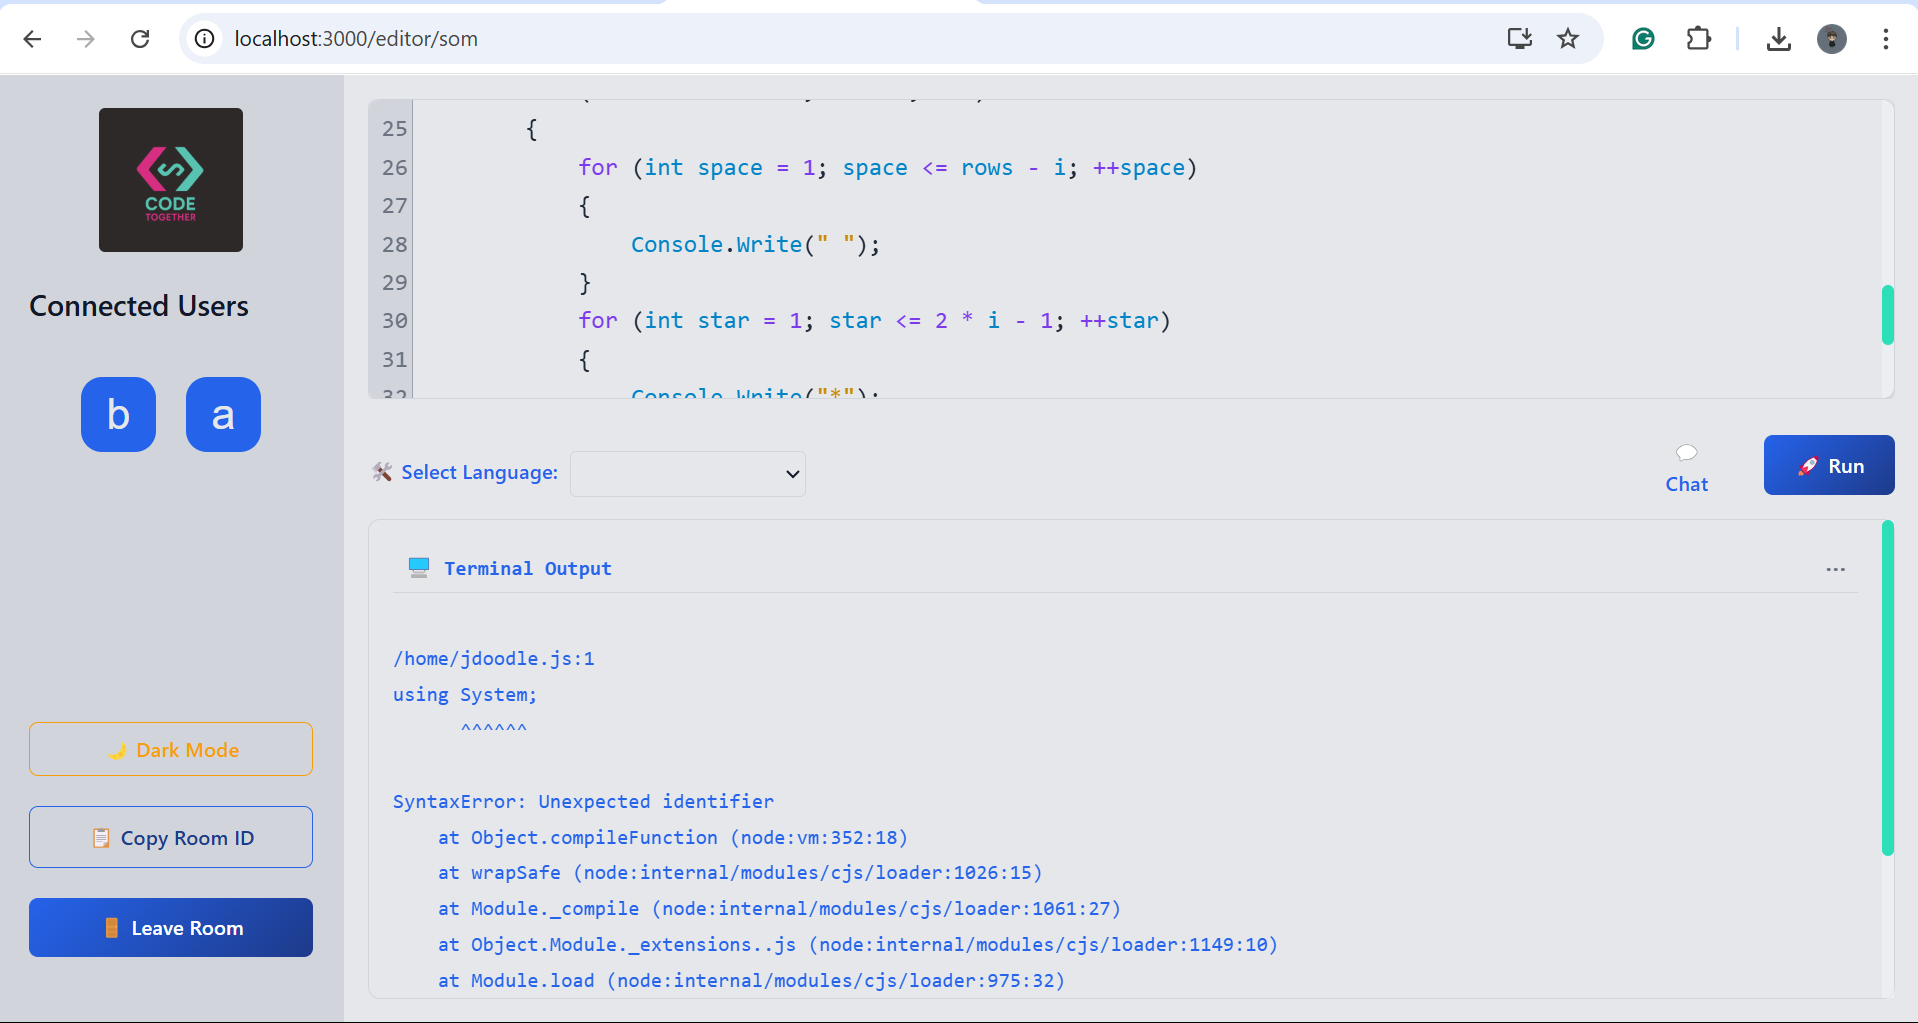 localhost:3000/editor/som
CODE
TOGETHER
Connected Users
b a
🌙 Dark Mode
📋 Copy Room ID
🚪 Leave Room
25 {
26 for (int space = 1; space <= rows - i; ++space)
27 {
28 Console.Write(" ");
29 }
30 for (int star = 1; star <= 2 * i - 1; ++star)
31 {
32 Console.Write("*");
🛠️ Select Language:
💬 Chat
🚀 Run
🖥️ Terminal Output
...
/home/jdoodle.js:1
using System;
^^^^^^
SyntaxError: Unexpected identifier
at Object.compileFunction (node:vm:352:18)
at wrapSafe (node:internal/modules/cjs/loader:1026:15)
at Module._compile (node:internal/modules/cjs/loader:1061:27)
at Object.Module._extensions..js (node:internal/modules/cjs/loader:1149:10)
at Module.load (node:internal/modules/cjs/loader:975:32)